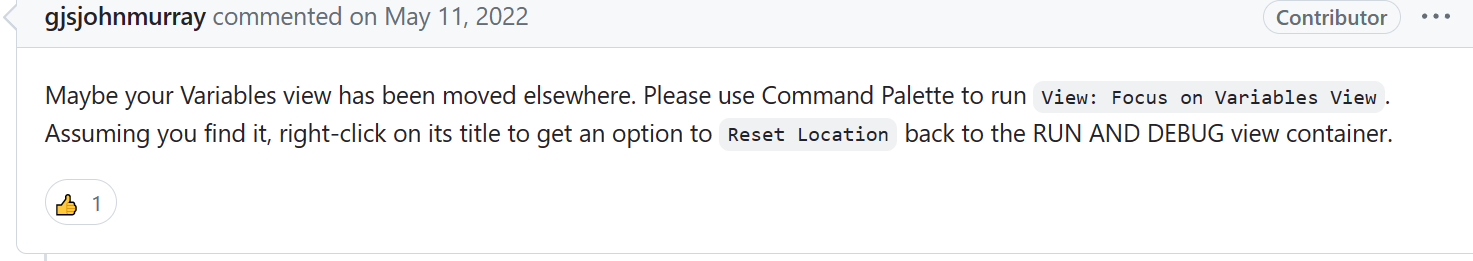 gjsjohnmurray commented on May 11, 2022 Contributor ...
Maybe your Variables view has been moved elsewhere. Please use Command Palette to run View: Focus on Variables View.
Assuming you find it, right-click on its title to get an option to Reset Location back to the RUN AND DEBUG view container.
👍 1